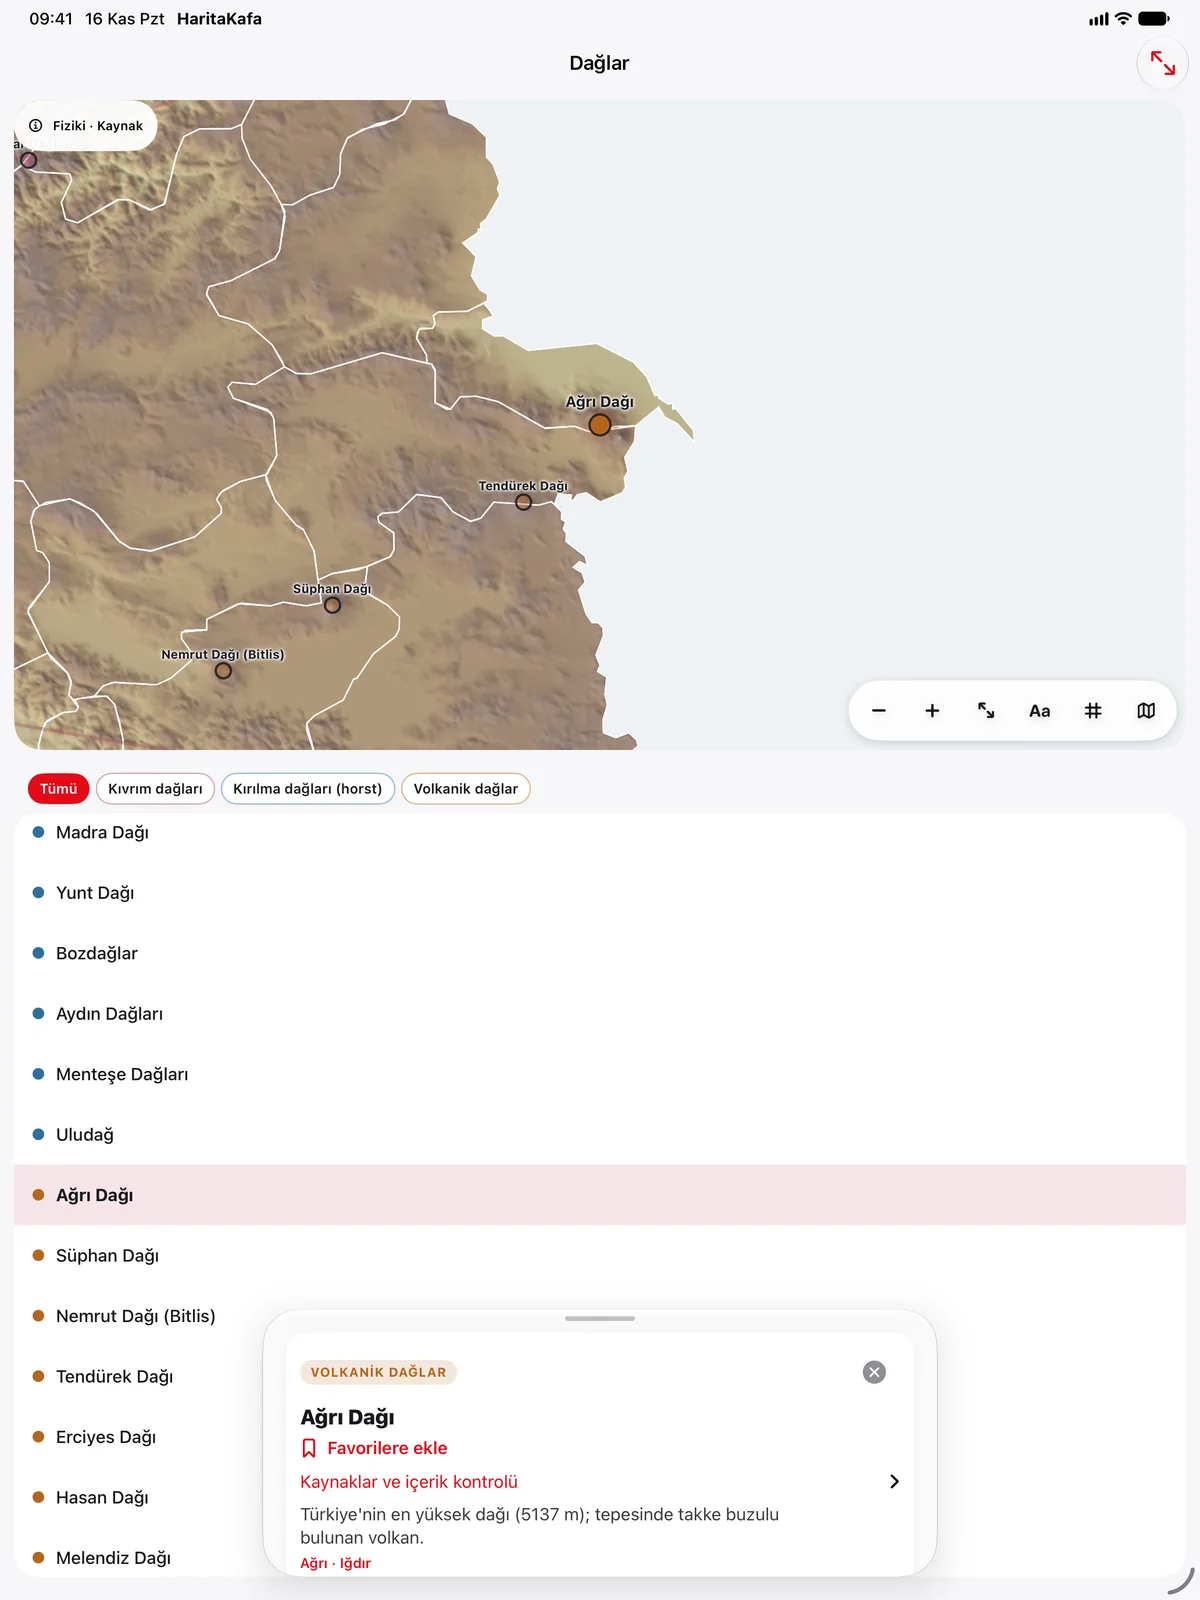 09:41 16 Kas Pzt HaritaKafa
Dağlar
Fiziki · Kaynak
Ağrı Dağı
Tendürek Dağı
Süphan Dağı
Nemrut Dağı (Bitlis)
Aa
Tümü
Kıvrım dağları
Kırılma dağları (horst)
Volkanik dağlar
Madra Dağı
Yunt Dağı
Bozdağlar
Aydın Dağları
Menteşe Dağları
Uludağ
Ağrı Dağı
Süphan Dağı
Nemrut Dağı (Bitlis)
Tendürek Dağı
Erciyes Dağı
Hasan Dağı
Melendiz Dağı
VOLKANİK DAĞLAR
Ağrı Dağı
Favorilere ekle
Kaynaklar ve içerik kontrolü
Türkiye'nin en yüksek dağı (5137 m); tepesinde takke buzulu
bulunan volkan.
Ağrı · Iğdır